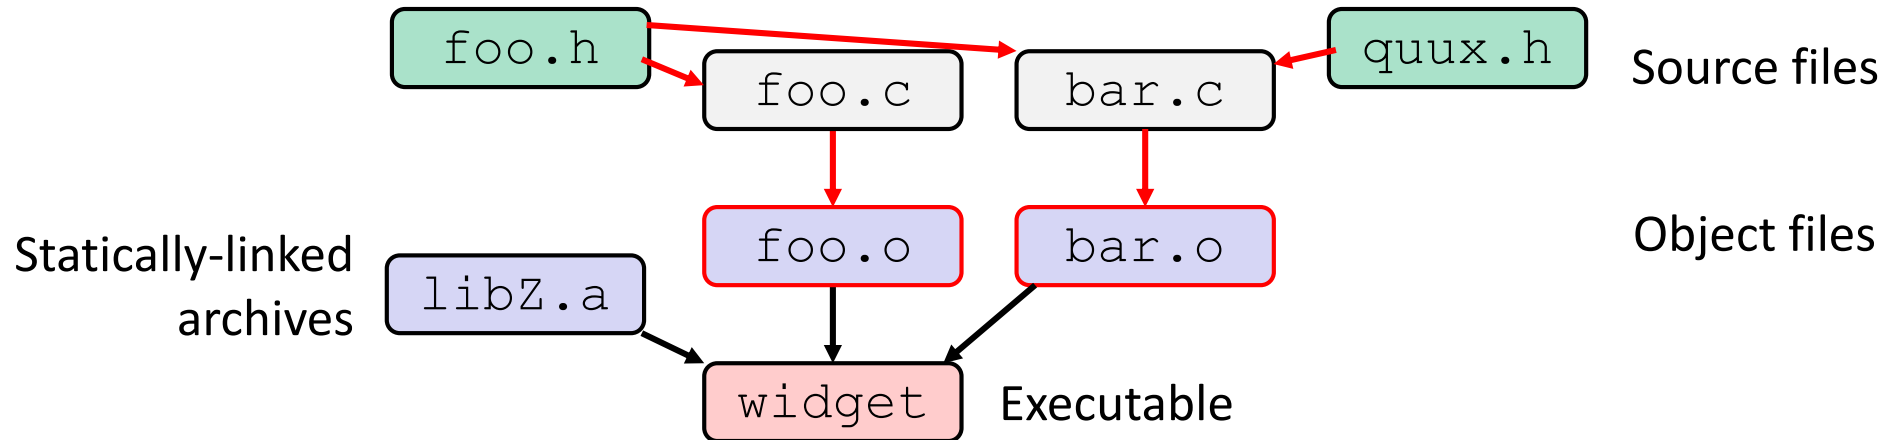 foo.h
quux.h
foo.c
bar.c
Source files
foo.o
bar.o
Object files
Statically-linked
archives
libZ.a
widget
Executable